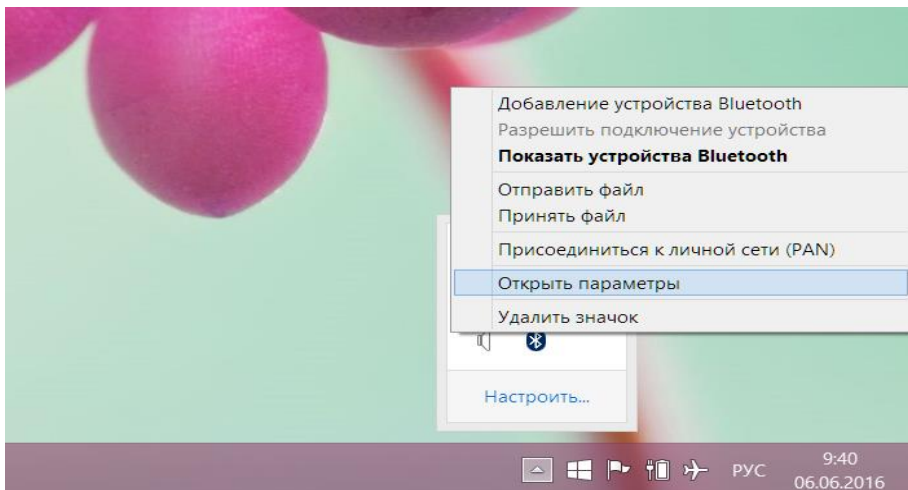 Добавление устройства Bluetooth
Разрешить подключение устройства
Показать устройства Bluetooth
Отправить файл
Принять файл
Присоединиться к личной сети (PAN)
Открыть параметры
Удалить значок
Настроить...
РУС
9:40
06.06.2016